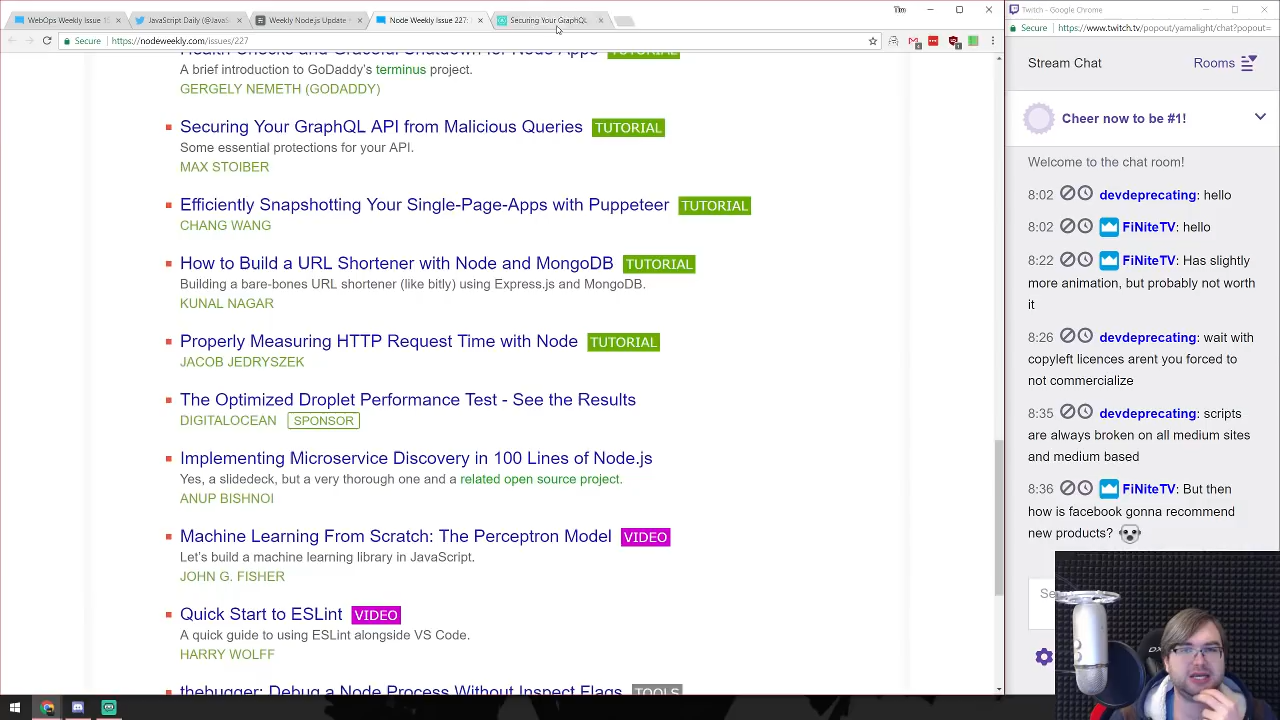 WebOps Weekly Issue 15
JavaScript Daily (@JavaSc
Weekly Node.js Update -
Node Weekly Issue 227:
Securing Your GraphQL
Tim
Secure
https://nodeweekly.com/issues/227
Health Checks and Graceful Shutdown for Node Apps TUTORIAL
A brief introduction to GoDaddy's terminus project.
GERGELY NEMETH (GODADDY)
Securing Your GraphQL API from Malicious Queries TUTORIAL
Some essential protections for your API.
MAX STOIBER
Efficiently Snapshotting Your Single-Page-Apps with Puppeteer TUTORIAL
CHANG WANG
How to Build a URL Shortener with Node and MongoDB TUTORIAL
Building a bare-bones URL shortener (like bitly) using Express.js and MongoDB.
KUNAL NAGAR
Properly Measuring HTTP Request Time with Node TUTORIAL
JACOB JEDRYSZEK
The Optimized Droplet Performance Test - See the Results
DIGITALOCEAN SPONSOR
Implementing Microservice Discovery in 100 Lines of Node.js
Yes, a slidedeck, but a very thorough one and a related open source project.
ANUP BISHNOI
Machine Learning From Scratch: The Perceptron Model VIDEO
Let's build a machine learning library in JavaScript.
JOHN G. FISHER
Quick Start to ESLint VIDEO
A quick guide to using ESLint alongside VS Code.
HARRY WOLFF
thebugger: Debug a Node Process Without Inspect Flags TOOLS
Twitch - Google Chrome
Secure
https://www.twitch.tv/popout/yamalight/chat?popout=
Stream Chat
Rooms
Cheer now to be #1!
Welcome to the chat room!
8:02 devdeprecating: hello
8:02 FiNiteTV: hello
8:22 FiNiteTV: Has slightly
more animation, but probably not worth
it
8:26 devdeprecating: wait with
copyleft licences arent you forced to
not commercialize
8:35 devdeprecating: scripts
are always broken on all medium sites
and medium based
8:36 FiNiteTV: But then
how is facebook gonna recommend
new products?
Se
DX